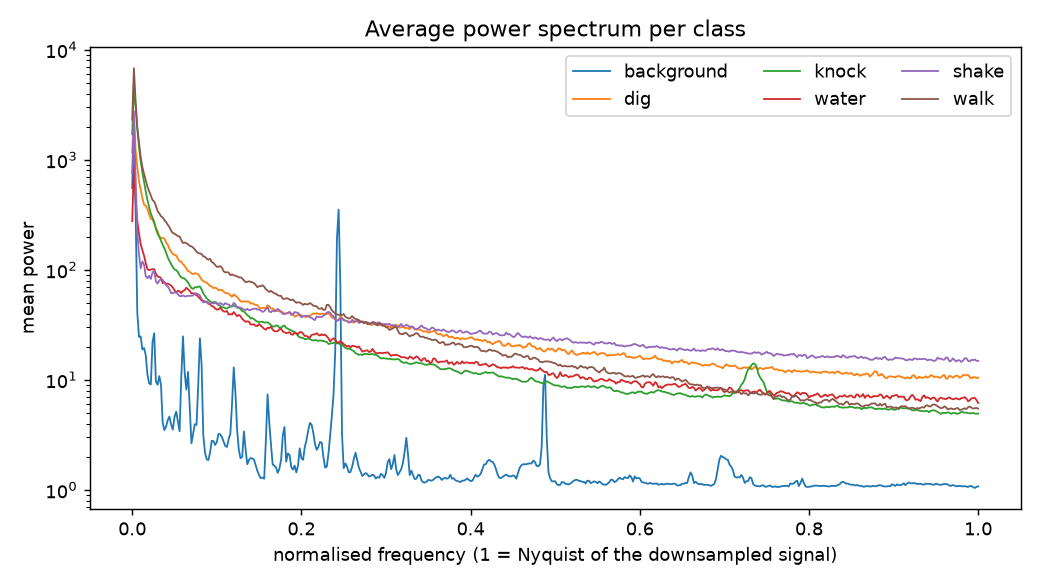 Average power spectrum per class
10⁴
10³
10²
10¹
10⁰
mean power
background
dig
knock
water
shake
walk
0.0 0.2 0.4 0.6 0.8 1.0
normalised frequency (1 = Nyquist of the downsampled signal)